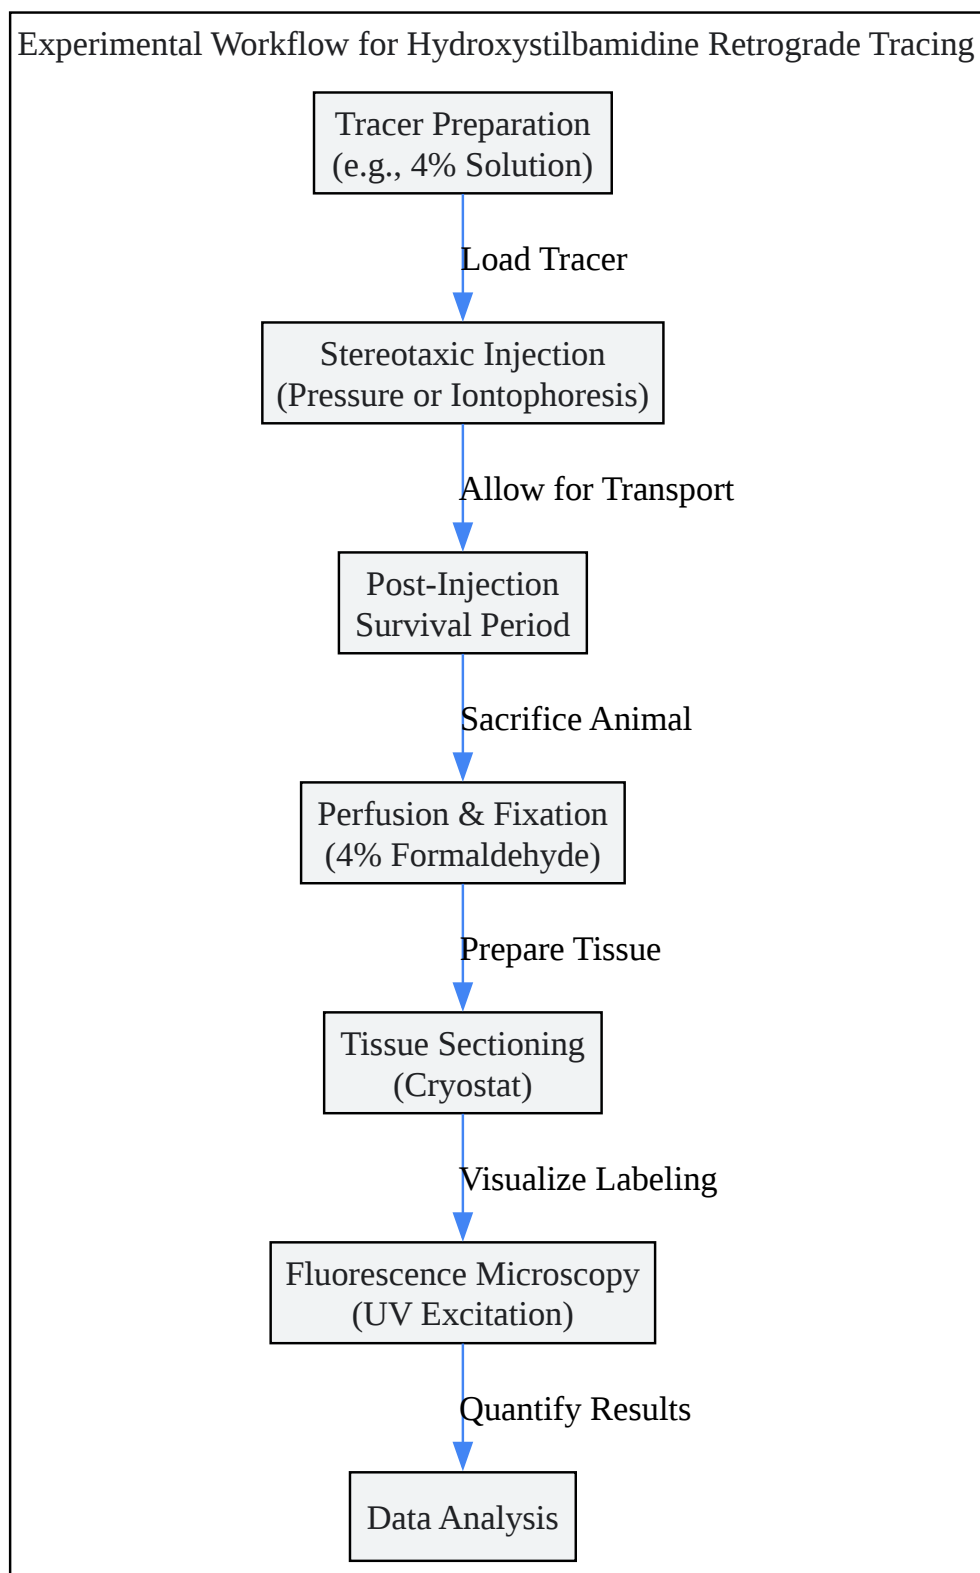 Experimental Workflow for Hydroxystilbamidine Retrograde Tracing
Tracer Preparation
(e.g., 4% Solution)
Load Tracer
Stereotaxic Injection
(Pressure or Iontophoresis)
Allow for Transport
Post-Injection
Survival Period
Sacrifice Animal
Perfusion & Fixation
(4% Formaldehyde)
Prepare Tissue
Tissue Sectioning
(Cryostat)
Visualize Labeling
Fluorescence Microscopy
(UV Excitation)
Quantify Results
Data Analysis